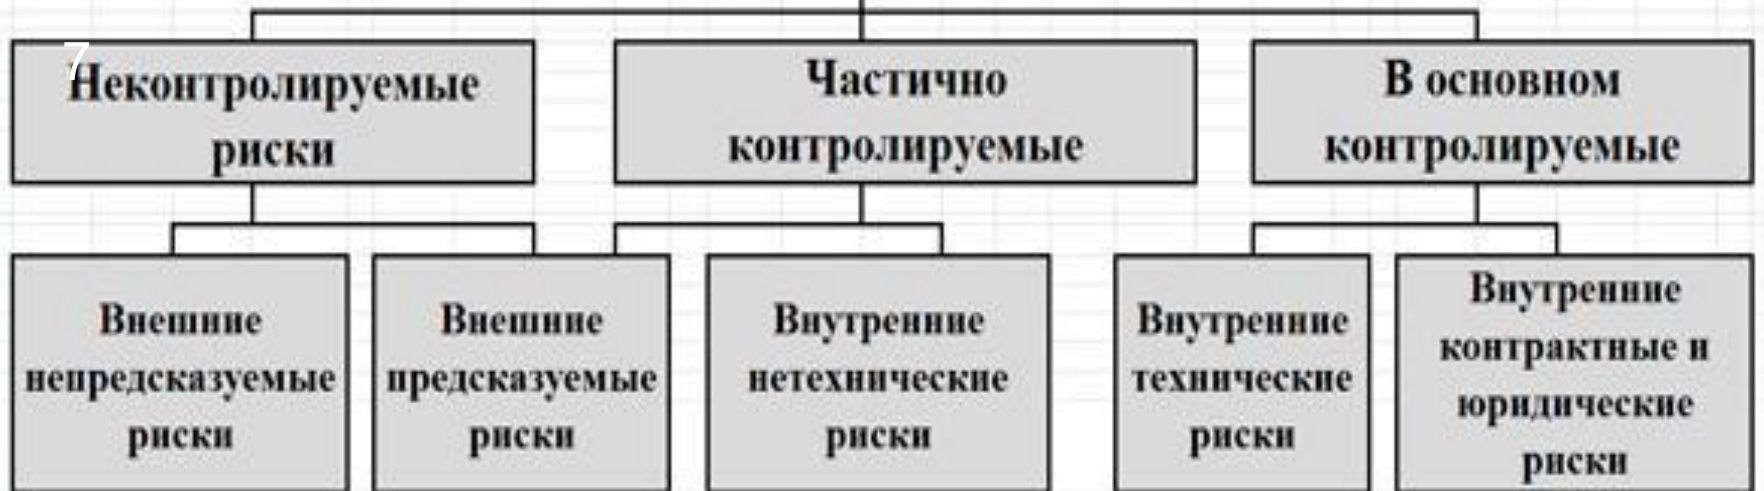 7
Неконтролируемые
риски
Частично
контролируемые
В основном
контролируемые
Внешние
непредсказуемые
риски
Внешние
предсказуемые
риски
Внутренние
нетехнические
риски
Внутренние
технические
риски
Внутренние
контрактные и
юридические
риски